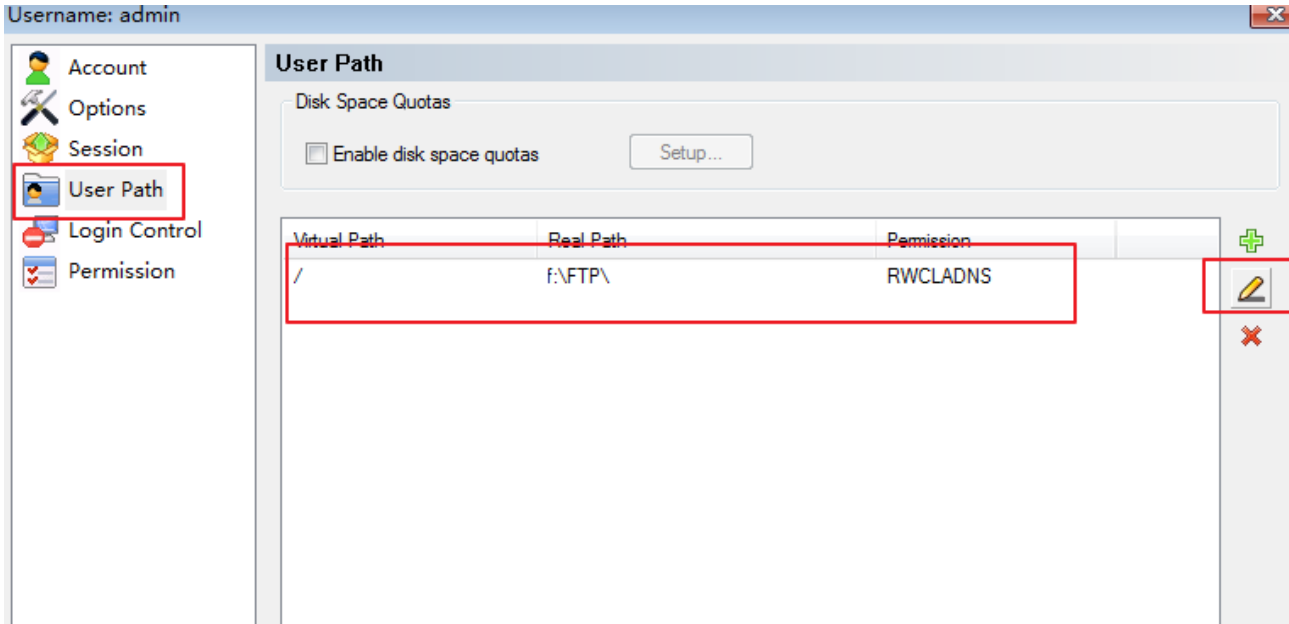 Username: admin
Account
Options
Session
User Path
Login Control
Permission
User Path
Disk Space Quotas
Enable disk space quotas
Setup...
Virtual Path Real Path Permission
/ f:\FTP\ RWCLADNS